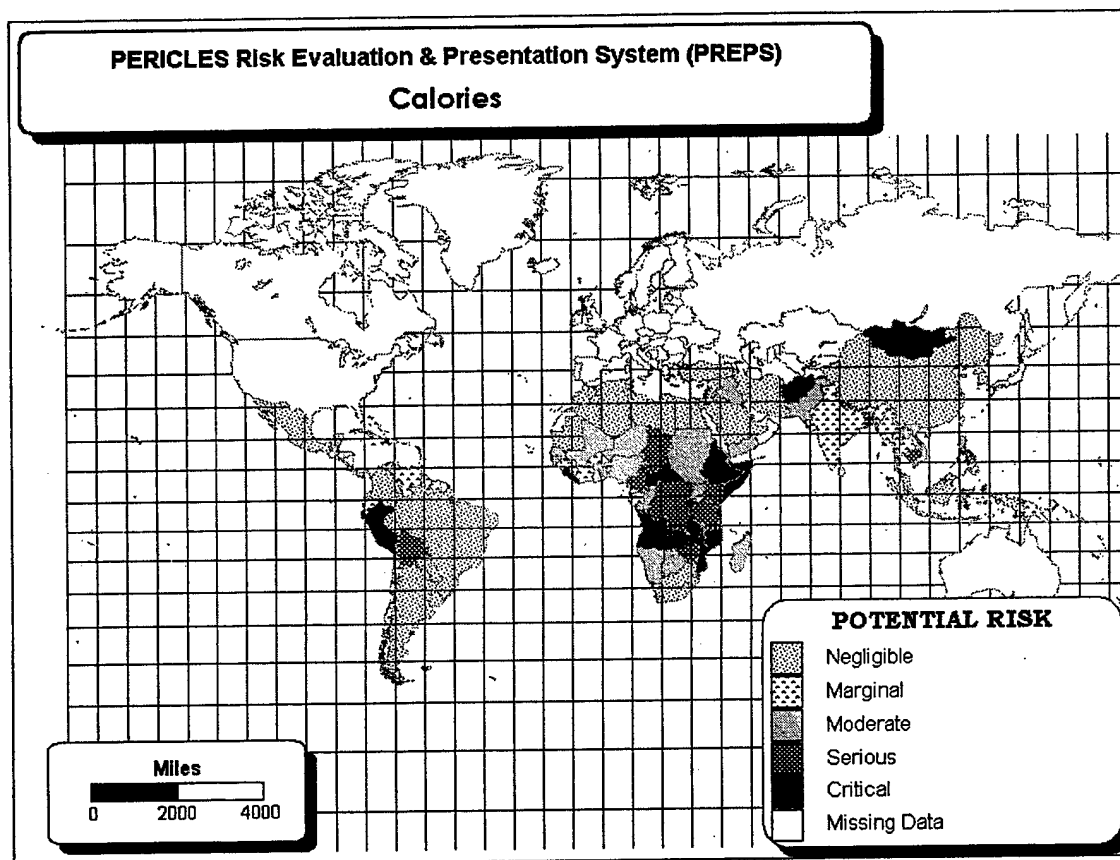 PERICLES Risk Evaluation & Presentation System (PREPS)
Calories
POTENTIAL RISK
Negligible
Marginal
Moderate
Serious
Critical
Missing Data
Miles
0 2000 4000